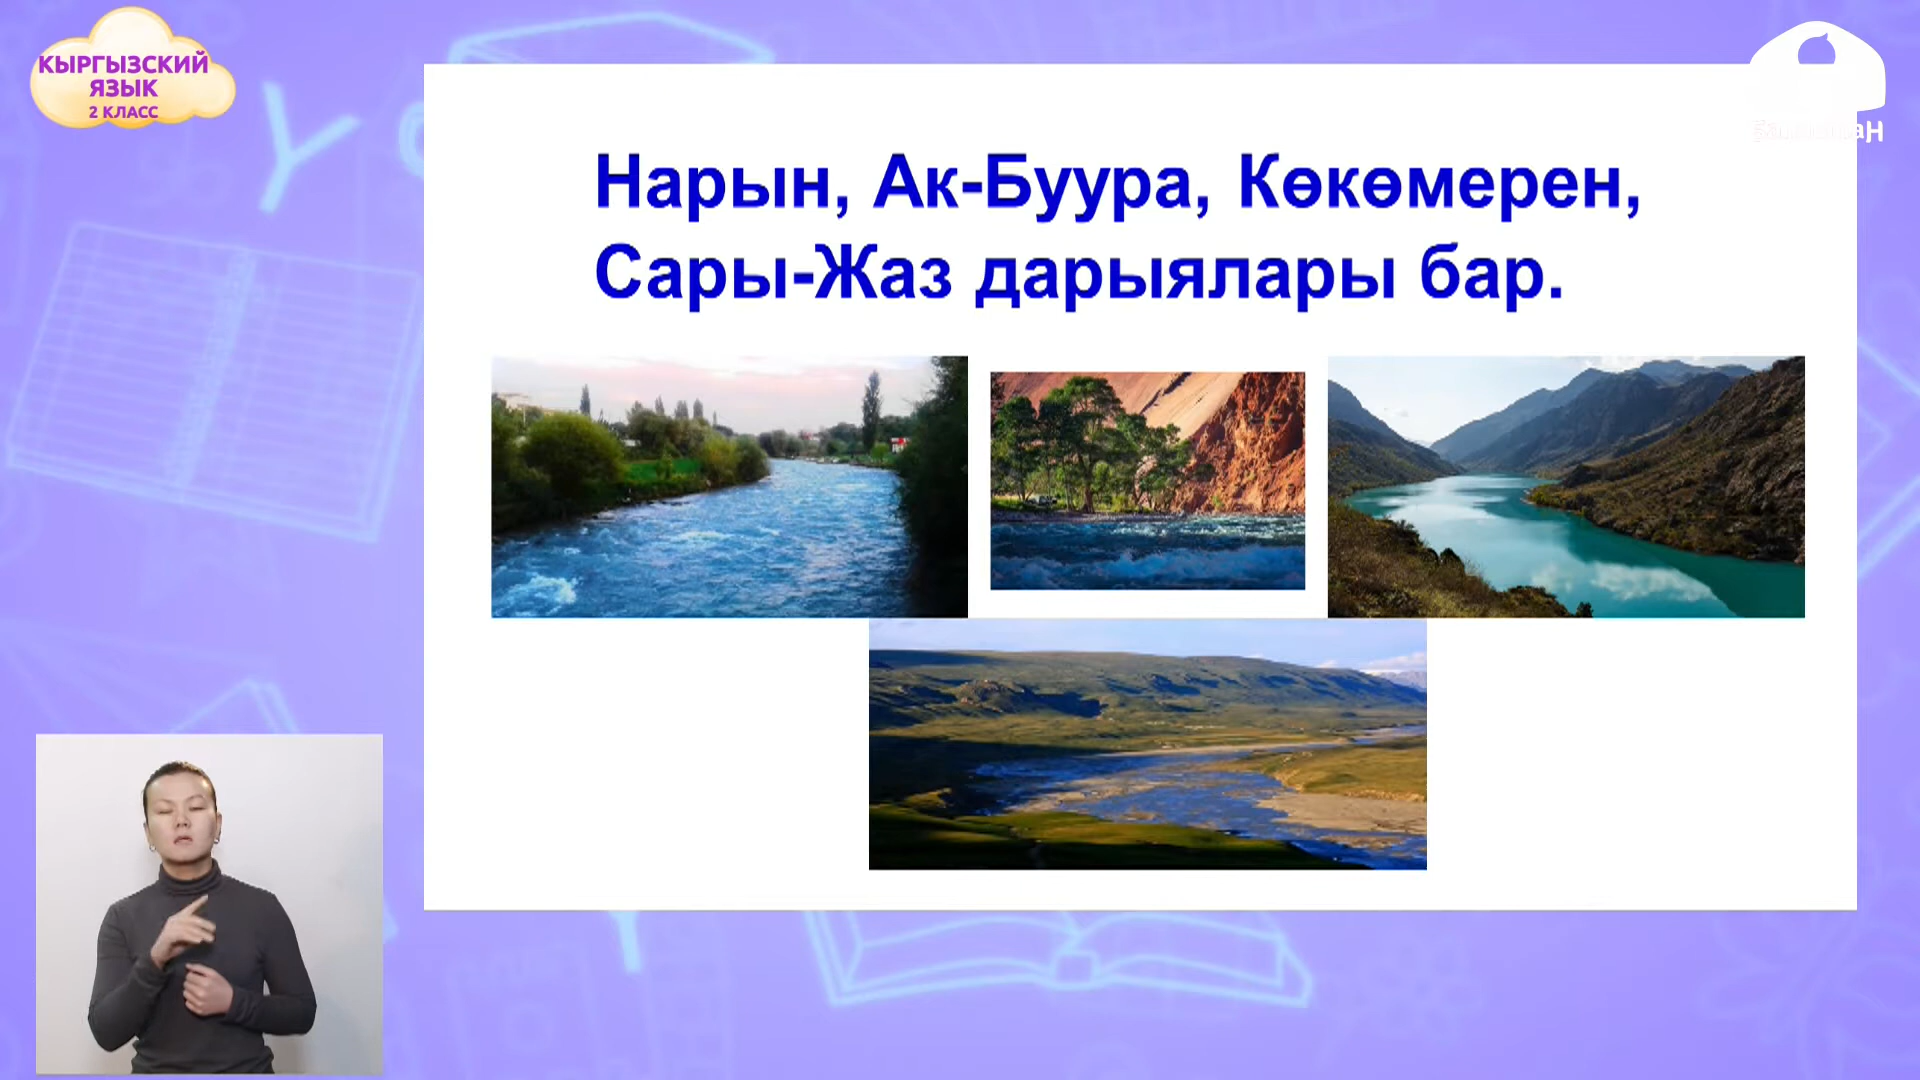 КЫРГЫЗСКИЙ
ЯЗЫК
2 КЛАСС
Нарын, Ак-Буура, Көкөмерен,
Сары-Жаз дарыялары бар.